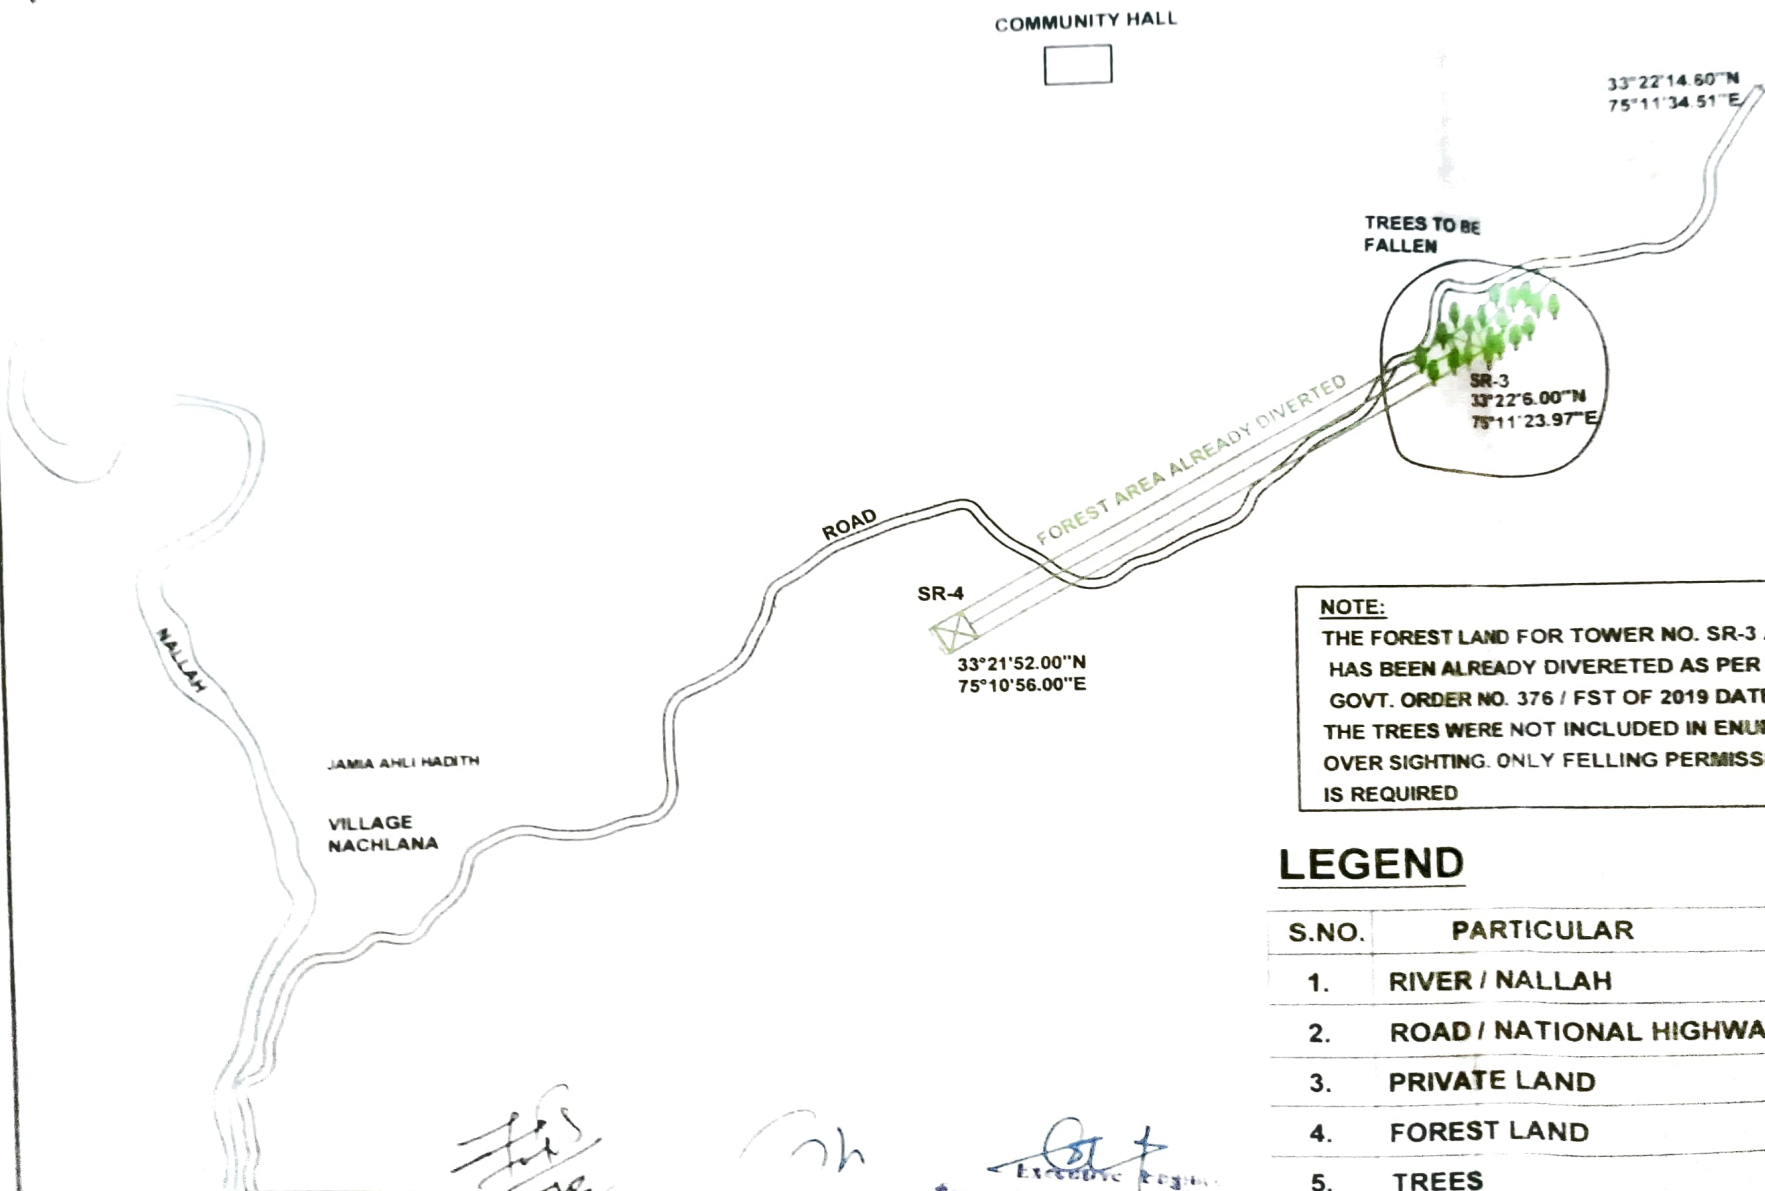 COMMUNITY HALL
33°22'14.60"N
75°11'34.51"E
TREES TO BE
FALLEN
SR-3
33°22'6.00"N
75°11'23.97"E
FOREST AREA ALREADY DIVERTED
ROAD
SR-4
33°21'52.00"N
75°10'56.00"E
NALLAH
JAMIA AHLI HADITH
VILLAGE
NACHLANA
NOTE:
THE FOREST LAND FOR TOWER NO. SR-3
HAS BEEN ALREADY DIVERETED AS PER
GOVT. ORDER NO. 376 / FST OF 2019
THE TREES WERE NOT INCLUDED IN
OVER SIGHTING. ONLY FELLING
IS REQUIRED
LEGEND
S.NO. PARTICULAR
1. RIVER / NALLAH
2. ROAD / NATIONAL HIGHWA
3. PRIVATE LAND
4. FOREST LAND
5. TREES
Executive